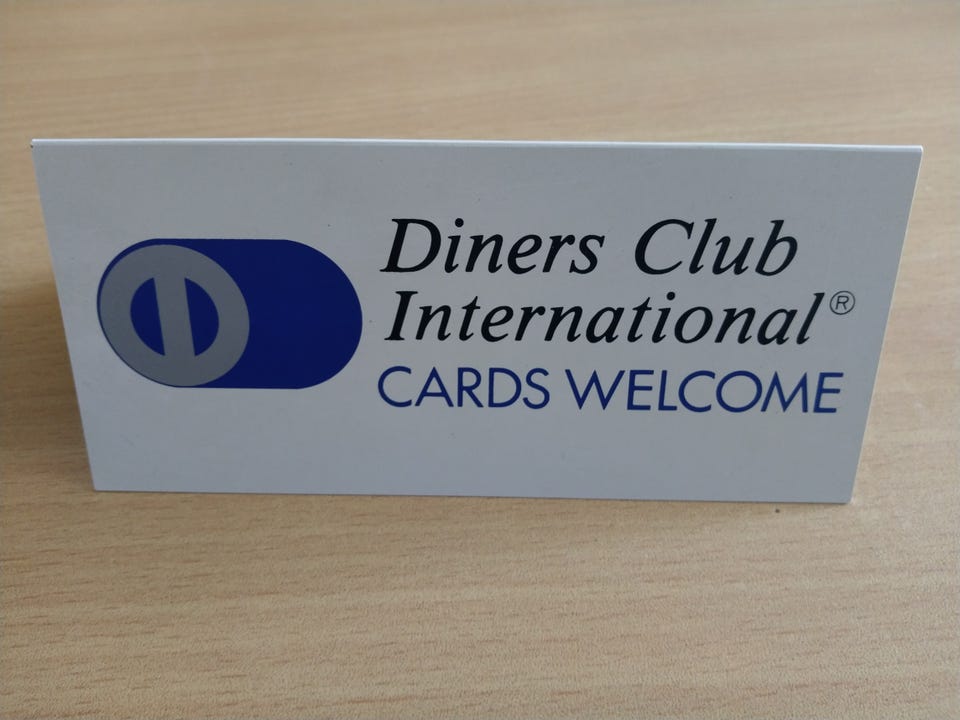 Diners Club
International®
CARDS WELCOME